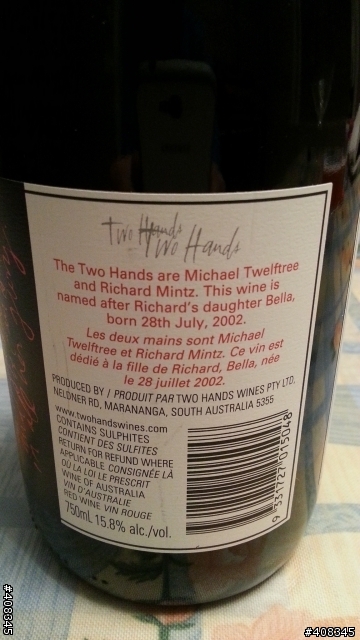 Two Hands
Two Hands
The Two Hands are Michael Twelftree
and Richard Mintz. This wine is
named after Richard's daughter Bella,
born 28th July, 2002.
Les deux mains sont Michael
Twelftree et Richard Mintz. Ce vin est
dédié à la fille de Richard, Bella, née
le 28 juillet 2002.
PRODUCED BY / PRODUIT PAR TWO HANDS WINES PTY LTD,
NELDNER RD, MARANANGA, SOUTH AUSTRALIA 5355
www.twohandswines.com
CONTAINS SULPHITES
CONTIENT DES SULFITES
RETURN FOR REFUND WHERE
APPLICABLE CONSIGNÉE LÀ
OÙ LA LOI LE PRESCRIT
WINE OF AUSTRALIA
VIN D'AUSTRALIE
RED WINE VIN ROUGE
750mL 15.8% alc./vol.
9 331727 015048
#408345
#408345